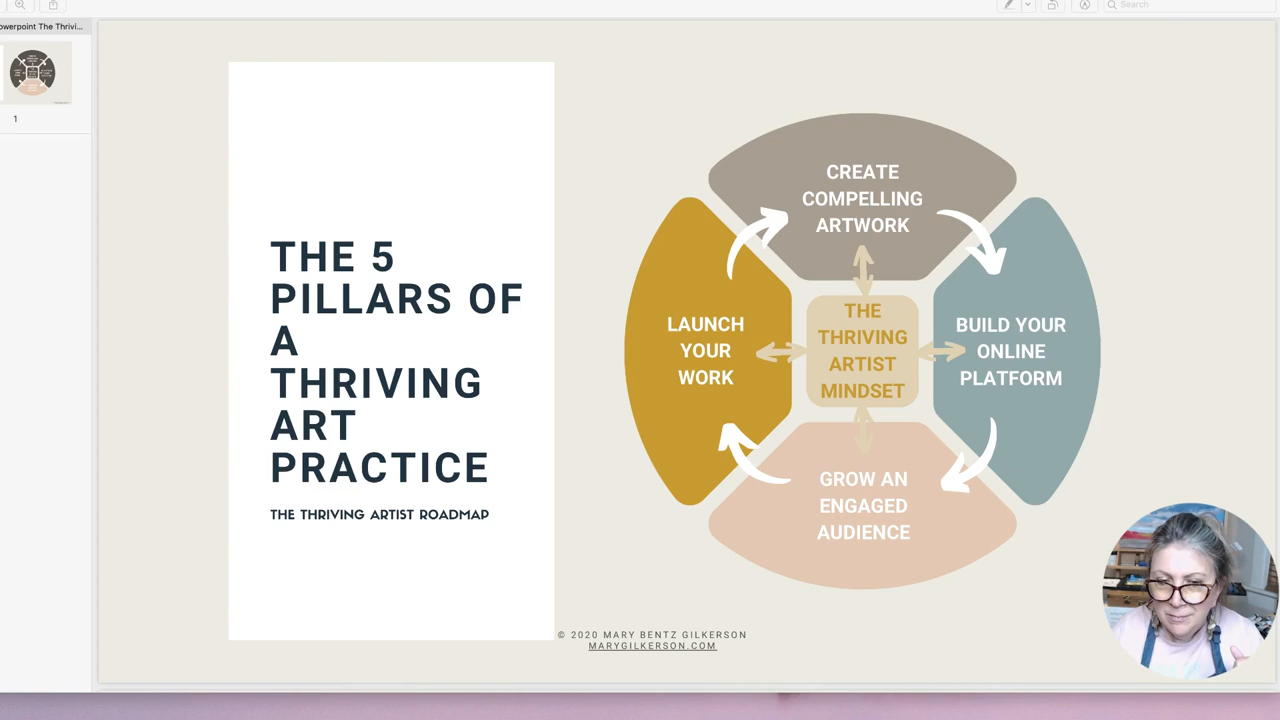 Search
owerpoint The Thrivi...
1
THE 5
PILLARS OF
A
THRIVING
ART
PRACTICE
THE THRIVING ARTIST ROADMAP
CREATE
COMPELLING
ARTWORK
LAUNCH
YOUR
WORK
THE
THRIVING
ARTIST
MINDSET
BUILD YOUR
ONLINE
PLATFORM
GROW AN
ENGAGED
AUDIENCE
© 2020 MARY BENTZ GILKERSON
MARYGILKERSON.COM